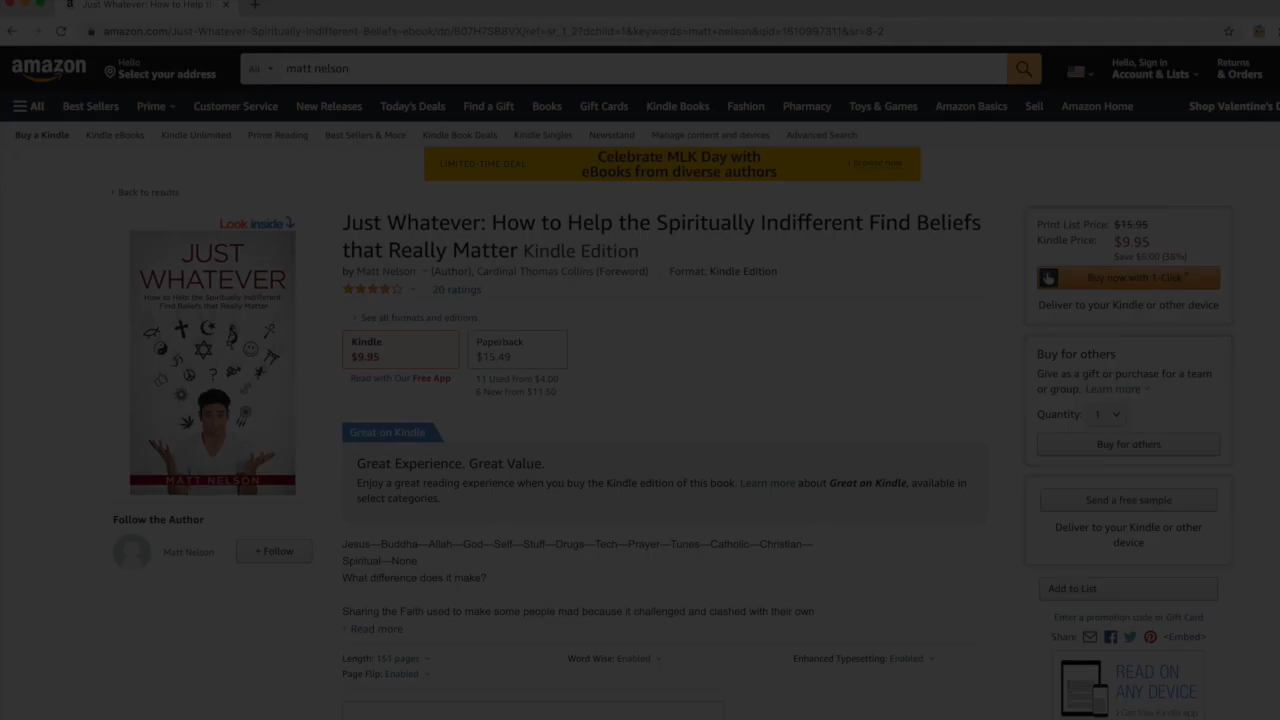 Just Whatever: How to Help th
amazon.com/Just-Whatever-Spiritually-Indifferent-Beliefs-ebook/dp/B07H7SB8VX/ref=sr_1_2?dchild=1&keywords=matt+nelson&qid=1610997311&sr=8-2
amazon
Hello
Select your address
All
matt nelson
Hello, Sign in
Account & Lists
Returns
& Orders
All Best Sellers Prime Customer Service New Releases Today's Deals Find a Gift Books Gift Cards Kindle Books Fashion Pharmacy Toys & Games Amazon Basics Sell Amazon Home Shop Valentine's D
Buy a Kindle Kindle eBooks Kindle Unlimited Prime Reading Best Sellers & More Kindle Book Deals Kindle Singles Newsstand Manage content and devices Advanced Search
LIMITED-TIME DEAL:
Celebrate MLK Day with
eBooks from diverse authors
› Browse now
‹ Back to results
Look inside
JUST
WHATEVER
How to Help the Spiritually Indifferent
Find Beliefs that Really Matter
MATT NELSON
Follow the Author
Matt Nelson
+ Follow
Just Whatever: How to Help the Spiritually Indifferent Find Beliefs
that Really Matter Kindle Edition
by Matt Nelson (Author), Cardinal Thomas Collins (Foreword) Format: Kindle Edition
20 ratings
› See all formats and editions
Kindle
$9.95
Paperback
$15.49
Read with Our Free App
11 Used from $4.00
6 New from $11.50
Great on Kindle
Great Experience. Great Value.
Enjoy a great reading experience when you buy the Kindle edition of this book. Learn more about Great on Kindle, available in
select categories.
Jesus—Buddha—Allah—God—Self—Stuff—Drugs—Tech—Prayer—Tunes—Catholic—Christian—
Spiritual—None
What difference does it make?
Sharing the Faith used to make some people mad because it challenged and clashed with their own
Read more
Length: 151 pages
Word Wise: Enabled
Enhanced Typesetting: Enabled
Page Flip: Enabled
Print List Price: $15.95
Kindle Price: $9.95
Save $6.00 (38%)
Buy now with 1-Click
Deliver to your Kindle or other device
Buy for others
Give as a gift or purchase for a team
or group. Learn more
Quantity: 1
Buy for others
Send a free sample
Deliver to your Kindle or other
device
Add to List
Enter a promotion code or Gift Card
Share <Embed>
READ ON
ANY DEVICE
› Get free Kindle app